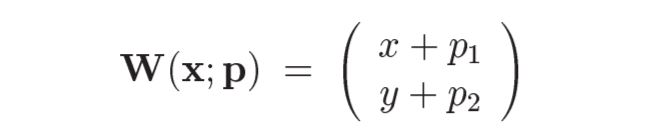 W(x; p) = ( x + p₁
y + p₂ )